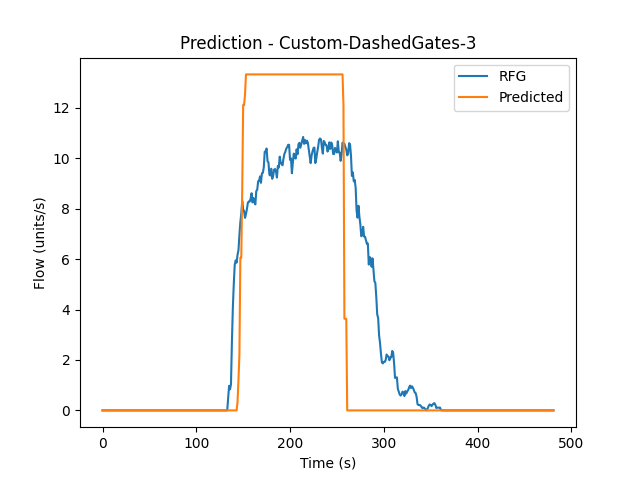 Prediction - Custom-DashedGates-3
RFG
Predicted
Flow (units/s)
12
10
8
6
4
2
0
0 100 200 300 400 500
Time (s)